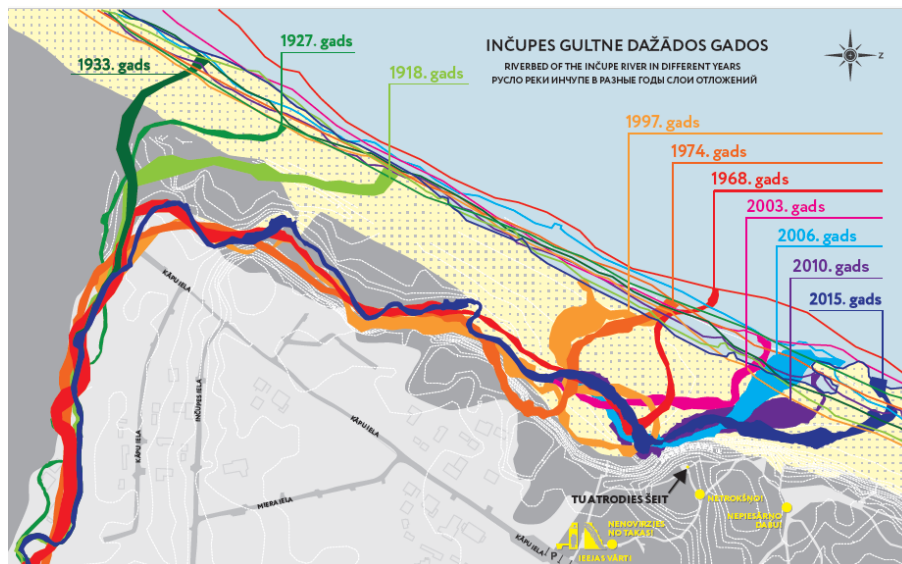 INČUPES GULTNE DAŽĀDOS GADOS
RIVERBED OF THE INČUPE RIVER IN DIFFERENT YEARS
РУСЛО РЕКИ ИНЧУПЕ В РАЗНЫЕ ГОДЫ СЛОИ ОТЛОЖЕНИЙ
Z
1927. gads
1933. gads
1918. gads
1997. gads
1974. gads
1968. gads
2003. gads
2006. gads
2010. gads
2015. gads
KĀPU IELA
INČUPES IELA
KĀPU IELA
KĀPU IELA
MIERA IELA
KĀPU IELA
TU ATRODIES ŠEIT
NETROKŠŅO!
NEPIESĀRŅO
DABU!
NENOVIRZIES
NO TAKAS!
P
IEEJAS VĀRTI